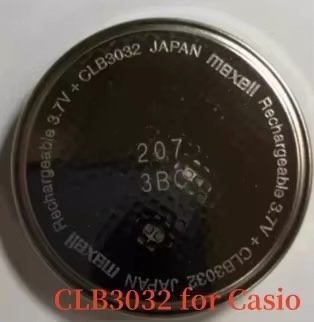 maxell Rechargeable 3.7V + CLB3032 JAPAN
maxell Rechargeable 3.7V + CLB3032 JAPAN
207
3BC
CLB3032 for Casio